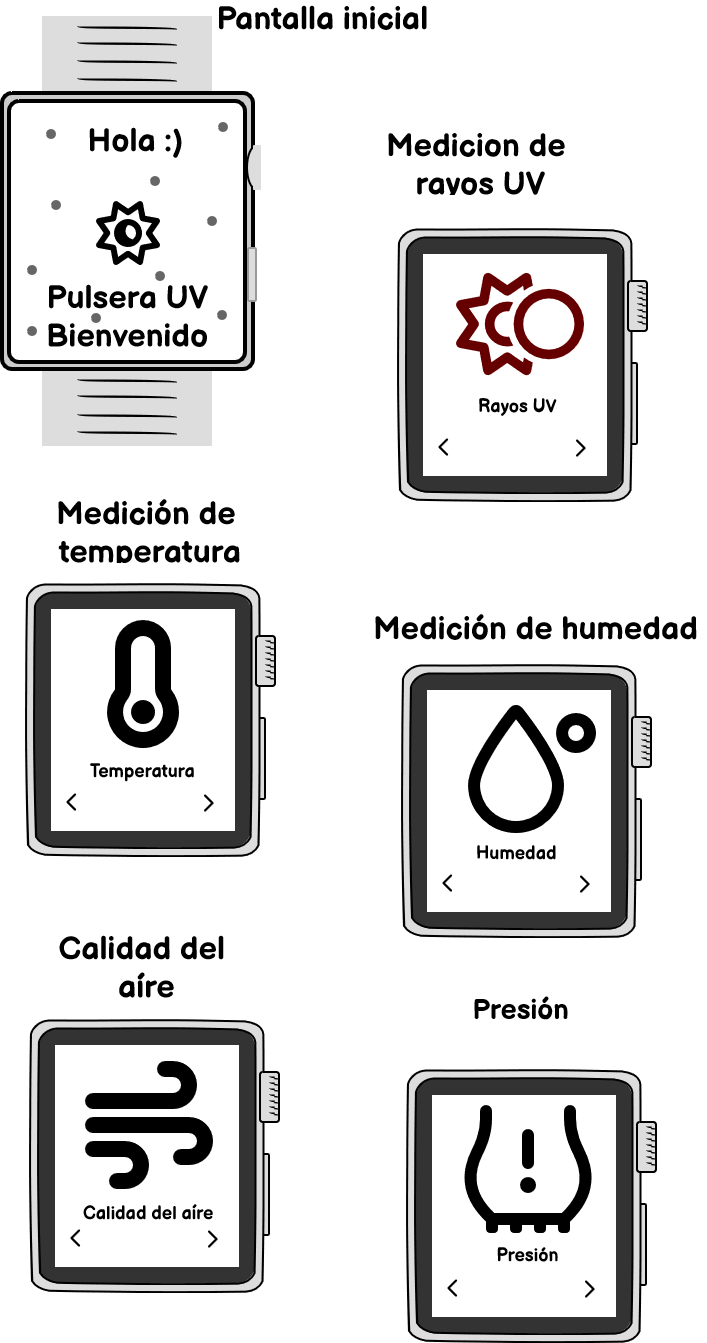 Pantalla inicial
Hola :)
Pulsera UV
Bienvenido
Medicion de
rayos UV
Rayos UV
Medición de
temperatura
Temperatura
Medición de humedad
Humedad
Calidad del
aíre
Calidad del aíre
Presión
Presión